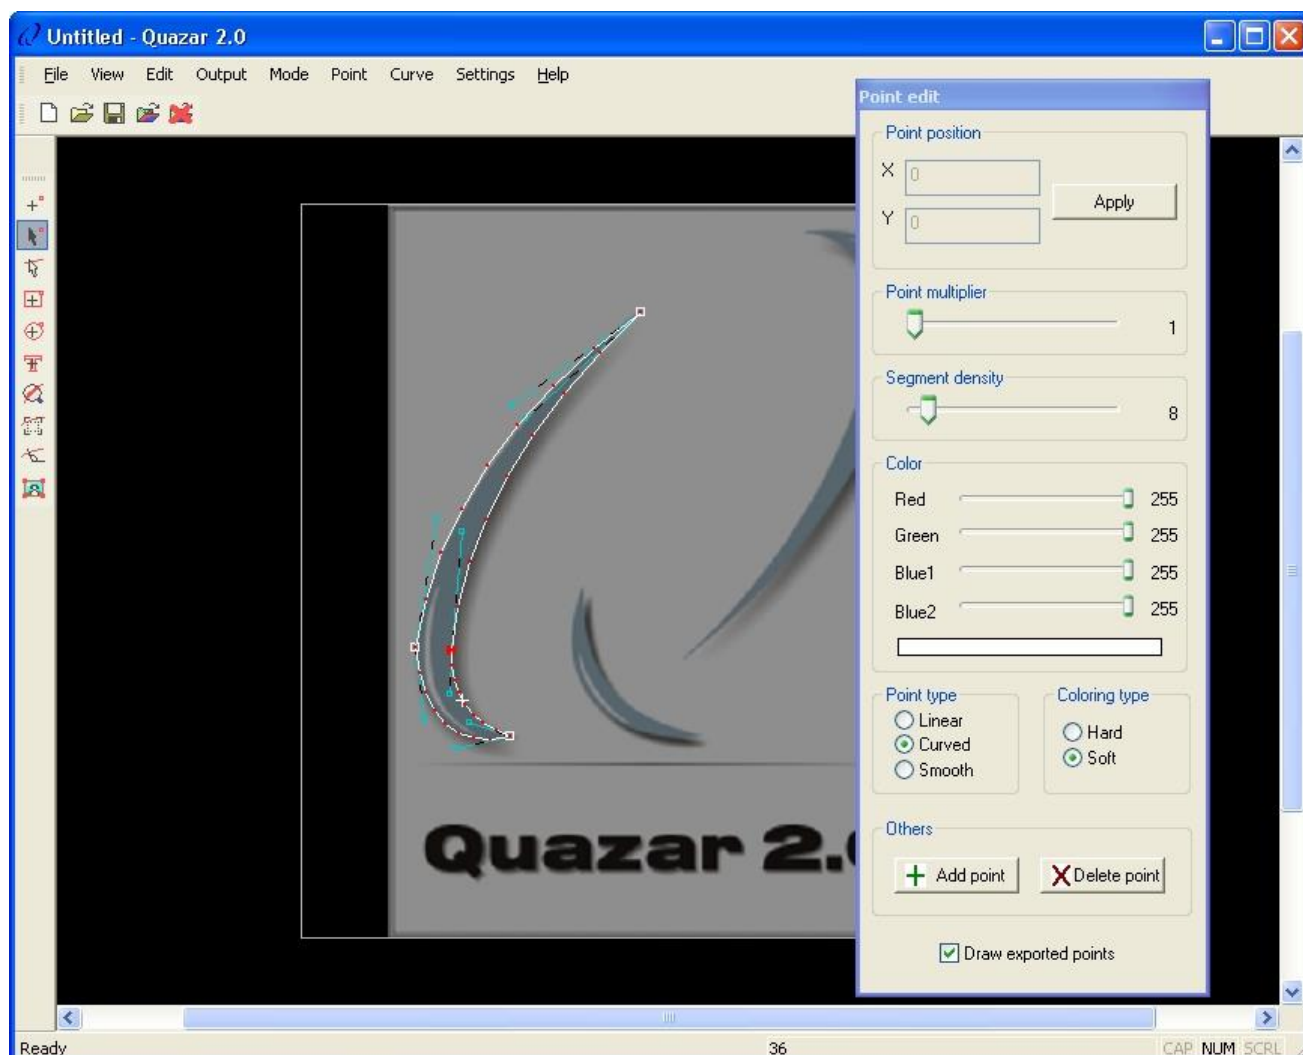 Untitled - Quazar 2.0
File View Edit Output Mode Point Curve Settings Help
Point edit
Point position
X 0
Y 0
Apply
Point multiplier
1
Segment density
8
Color
Red 255
Green 255
Blue1 255
Blue2 255
Point type
Linear
Curved
Smooth
Coloring type
Hard
Soft
Others
Add point
Delete point
Draw exported points
Quazar 2.0
Ready 36 CAP NUM SCRL